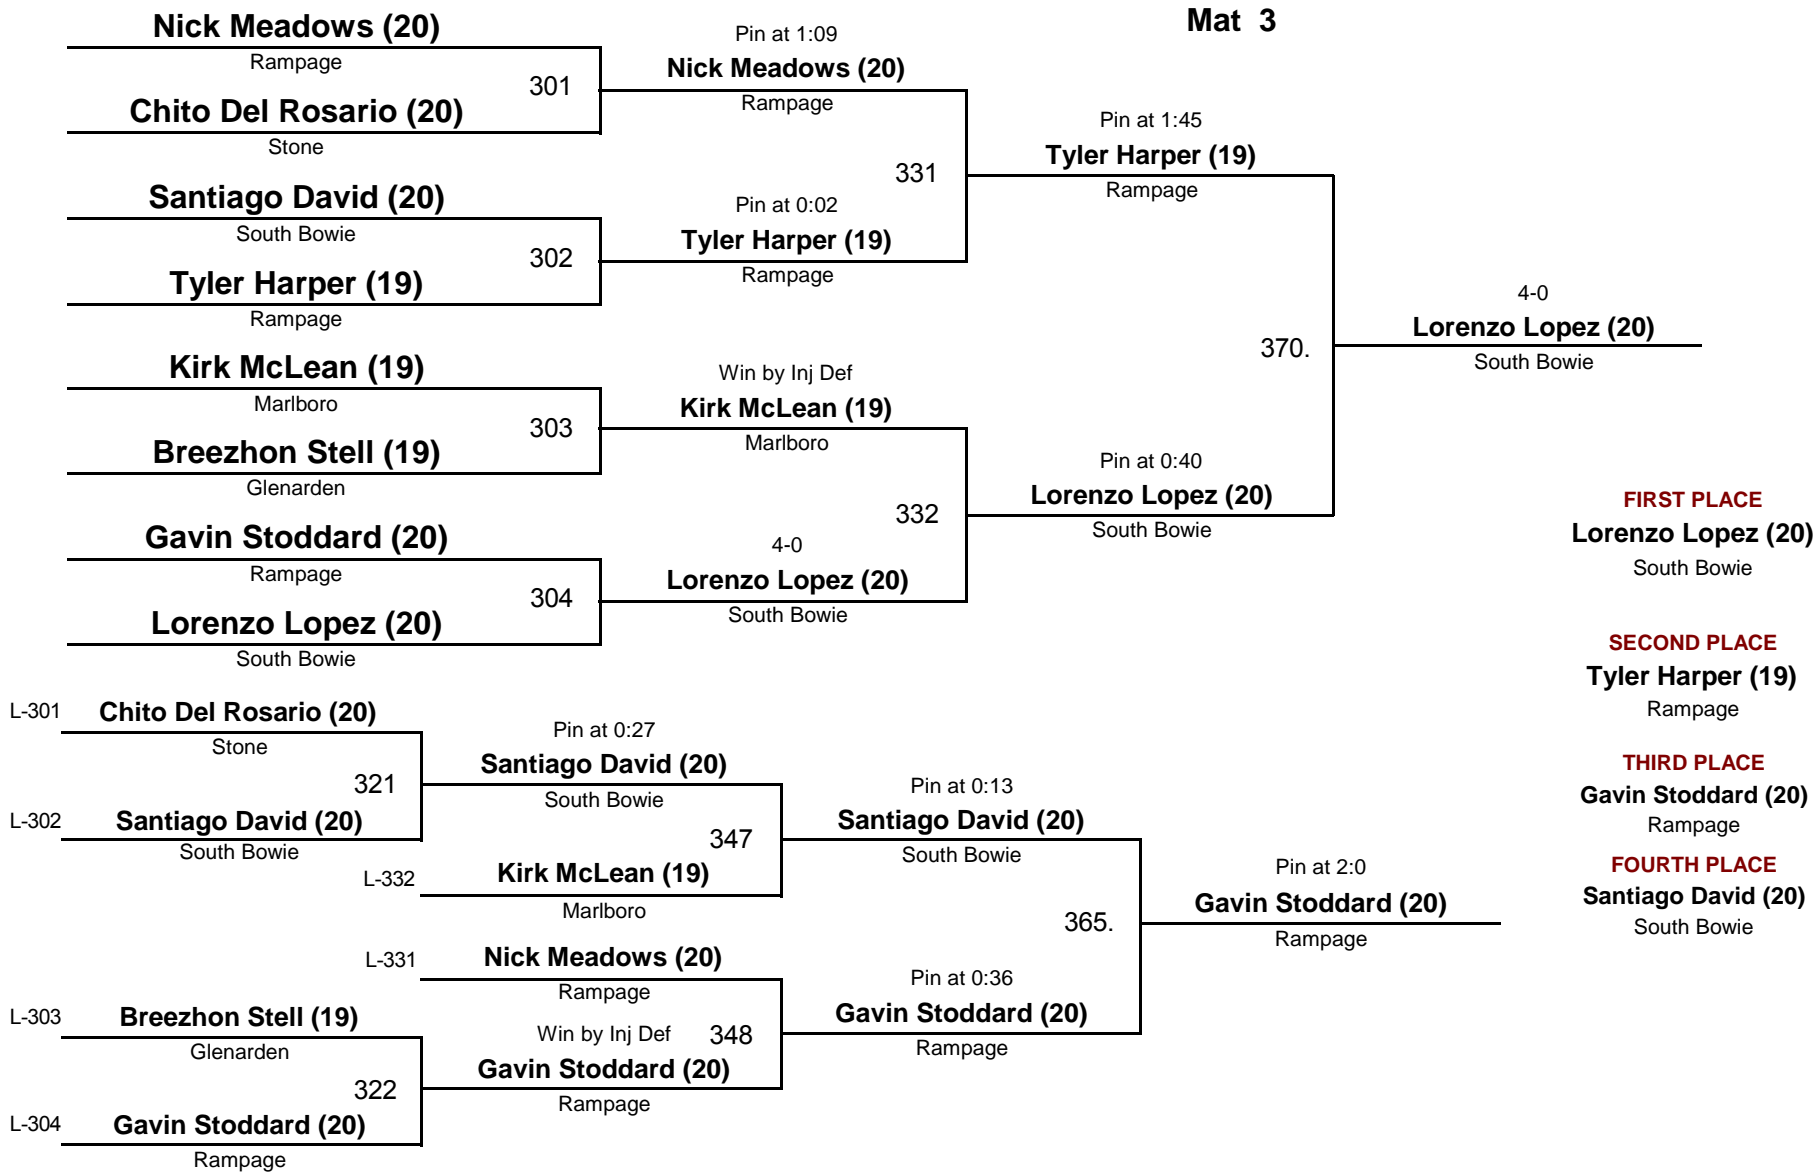 Mat 3
Nick Meadows (20)
Rampage
301
Chito Del Rosario (20)
Stone
Santiago David (20)
South Bowie
302
Tyler Harper (19)
Rampage
Kirk McLean (19)
Marlboro
303
Breezhon Stell (19)
Glenarden
Gavin Stoddard (20)
Rampage
304
Lorenzo Lopez (20)
South Bowie
Pin at 1:09
Nick Meadows (20)
Rampage
331
Pin at 0:02
Tyler Harper (19)
Rampage
Win by Inj Def
Kirk McLean (19)
Marlboro
332
4-0
Lorenzo Lopez (20)
South Bowie
Pin at 1:45
Tyler Harper (19)
Rampage
370.
Pin at 0:40
Lorenzo Lopez (20)
South Bowie
4-0
Lorenzo Lopez (20)
South Bowie
L-301 Chito Del Rosario (20)
Stone
321
L-302 Santiago David (20)
South Bowie
Pin at 0:27
Santiago David (20)
South Bowie
347
L-332 Kirk McLean (19)
Marlboro
L-331 Nick Meadows (20)
Rampage
L-303 Breezhon Stell (19)
Glenarden
322
L-304 Gavin Stoddard (20)
Rampage
Win by Inj Def 348
Gavin Stoddard (20)
Rampage
Pin at 0:13
Santiago David (20)
South Bowie
365.
Pin at 0:36
Gavin Stoddard (20)
Rampage
Pin at 2:0
Gavin Stoddard (20)
Rampage
FIRST PLACE
Lorenzo Lopez (20)
South Bowie
SECOND PLACE
Tyler Harper (19)
Rampage
THIRD PLACE
Gavin Stoddard (20)
Rampage
FOURTH PLACE
Santiago David (20)
South Bowie